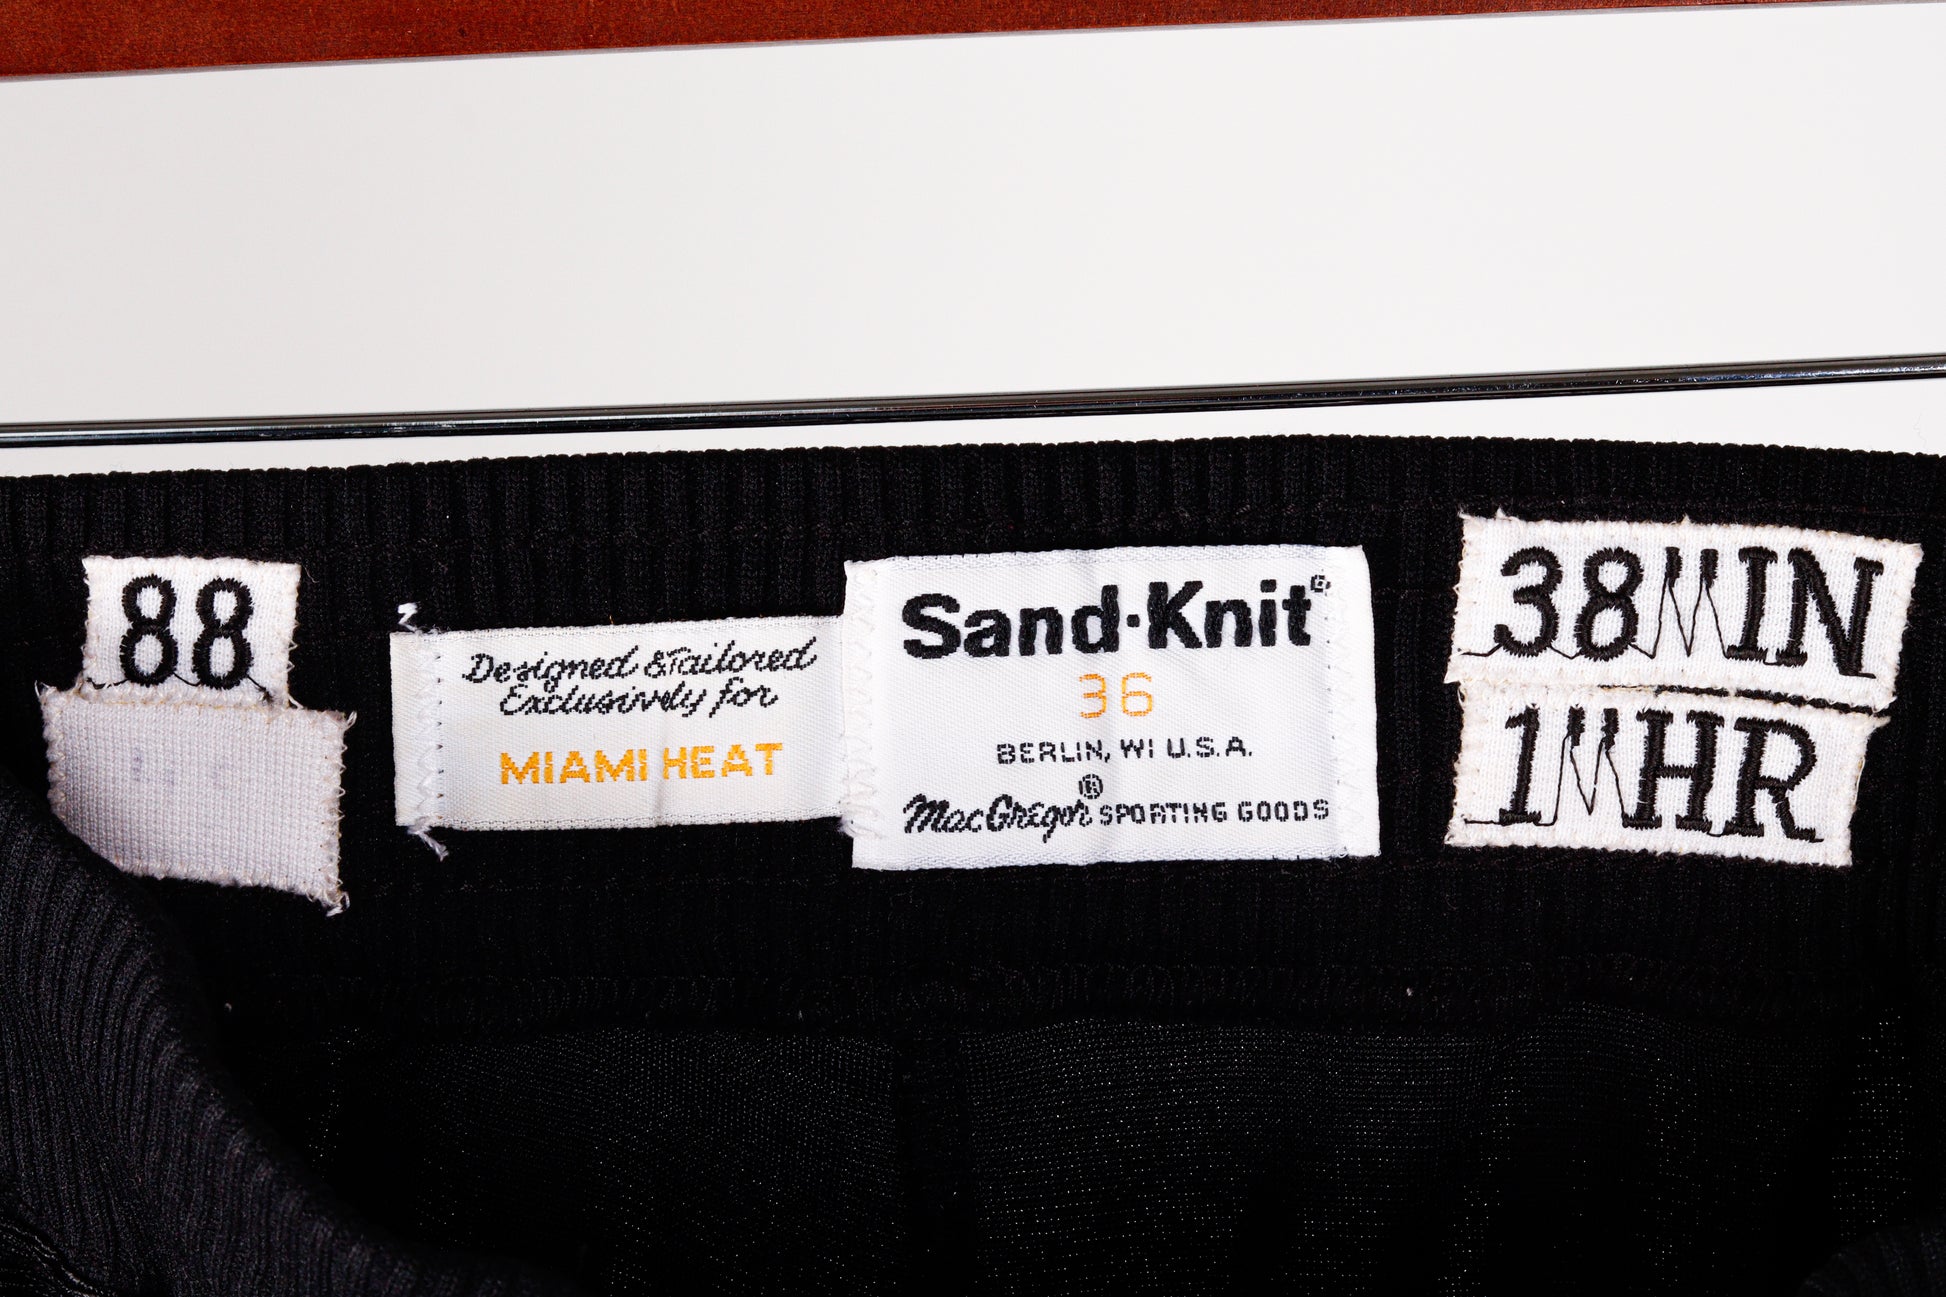 88
Designed & Tailored
Exclusively for
MIAMI HEAT
Sand·Knit®
36
BERLIN, WI U.S.A.
®
MacGregor SPORTING GOODS
38"IN
1"HR